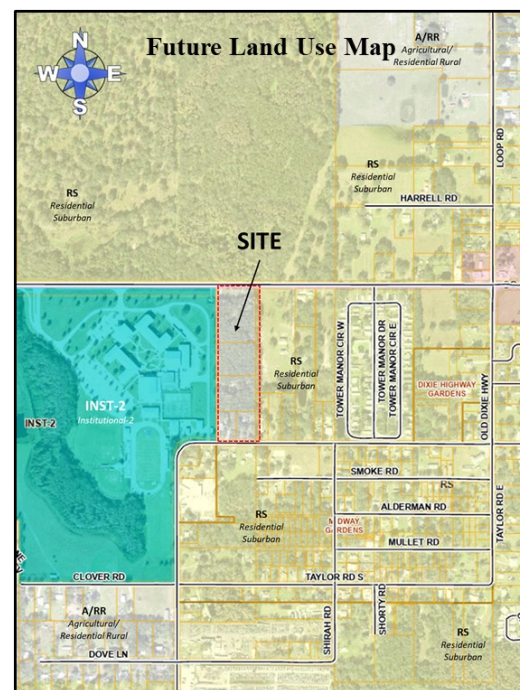 Future Land Use Map
N
W E
S
A/RR
Agricultural/
Residential Rural
LOOP RD
RS
Residential
Suburban
RS
Residential
Suburban
HARRELL RD
SITE
RS
Residential
Suburban
TOWER MANOR CIR W
TOWER MANOR DR
TOWER MANOR CIR E
DIXIE HIGHWAY
GARDENS
OLD DIXIE HWY
INST-2
Institutional-2
INST-2
SMOKE RD
RS
ALDERMAN RD
RS
Residential
Suburban
MIDWAY
GARDENS
MULLET RD
TAYLOR RD E
CLOVER RD
TAYLOR RD S
A/RR
Agricultural/
Residential Rural
SHIRAH RD
SHORTY RD
RS
Residential
Suburban
DOVE LN